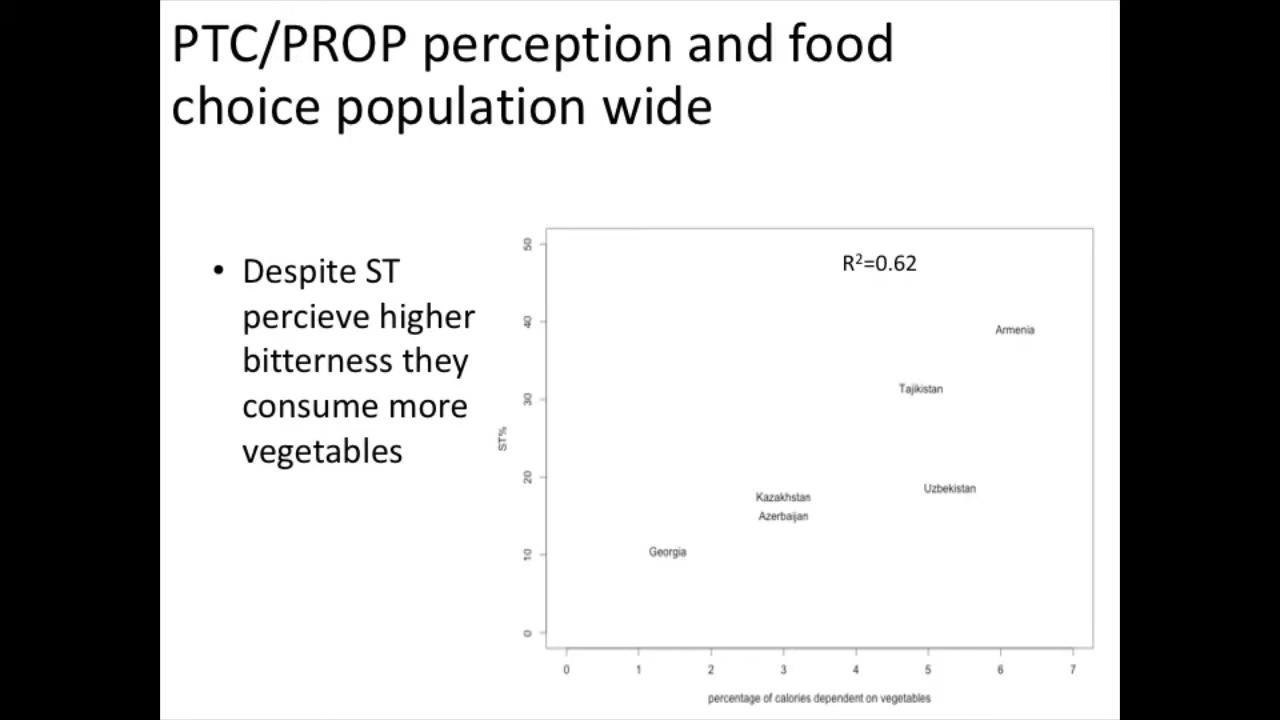 PTC/PROP perception and food
choice population wide
• Despite ST
percieve higher
bitterness they
consume more
vegetables
R²=0.62
50
40
30
20
10
0
ST%
Armenia
Tajikistan
Uzbekistan
Kazakhstan
Azerbaijan
Georgia
0 1 2 3 4 5 6 7
percentage of calories dependent on vegetables